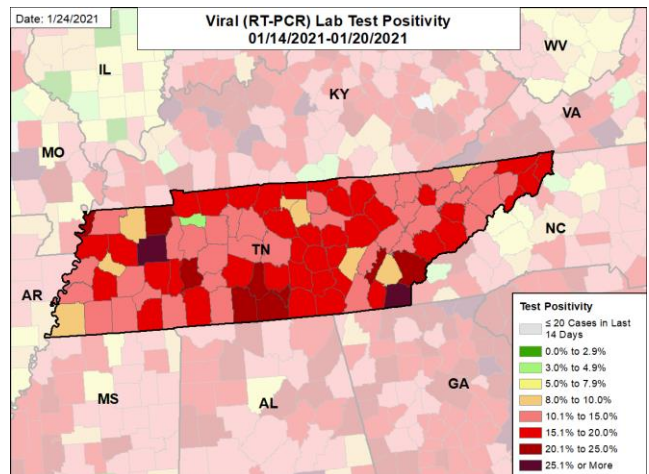 Date: 1/24/2021
Viral (RT-PCR) Lab Test Positivity
01/14/2021-01/20/2021
WV
IL
KY
VA
MO
TN
NC
AR
MS
AL
GA
Test Positivity
≤ 20 Cases in Last
14 Days
0.0% to 2.9%
3.0% to 4.9%
5.0% to 7.9%
8.0% to 10.0%
10.1% to 15.0%
15.1% to 20.0%
20.1% to 25.0%
25.1% or More